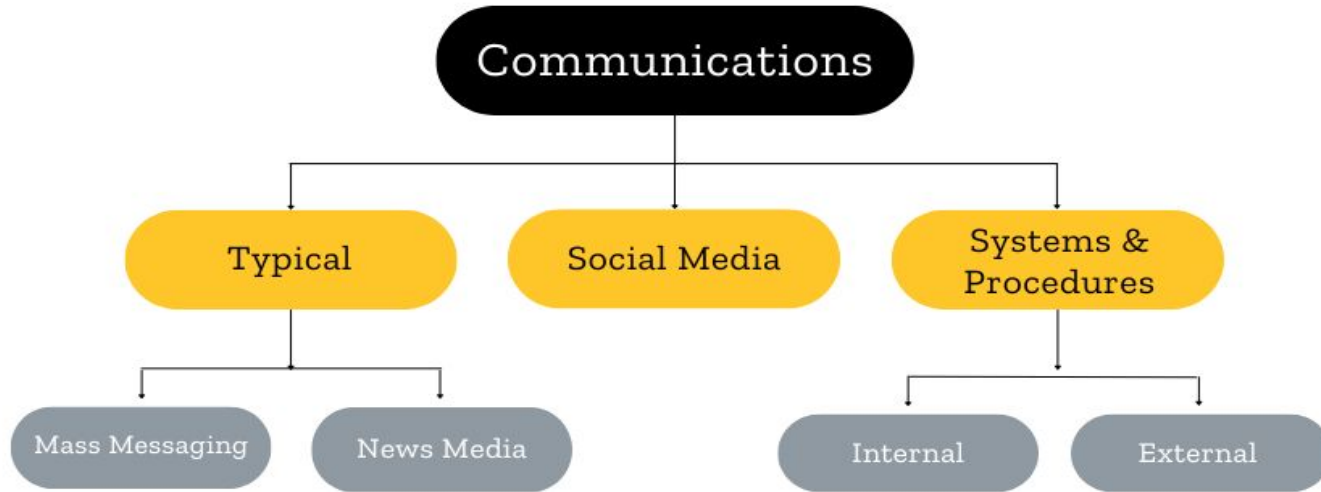 Communications
Typical
Social Media
Systems &
Procedures
Mass Messaging
News Media
Internal
External